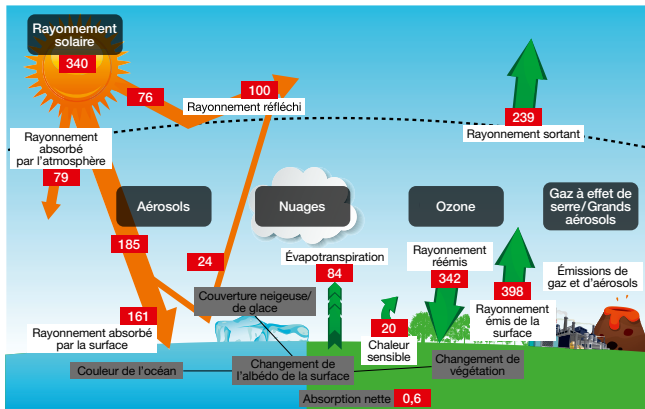 Rayonnement
solaire
340
76
100
Rayonnement réfléchi
239
Rayonnement sortant
Rayonnement
absorbé
par l'atmosphère
79
Aérosols
Nuages
Ozone
Gaz à effet de
serre/Grands
aérosols
185
24
Évapotranspiration
84
Rayonnement
réémis
342
398
Rayonnement
émis de la
surface
Émissions de
gaz et d'aérosols
Couverture neigeuse/
de glace
161
Rayonnement absorbé
par la surface
20
Chaleur
sensible
Couleur de l'océan
Changement de
l'albédo de la surface
Changement de
végétation
Absorption nette
0,6